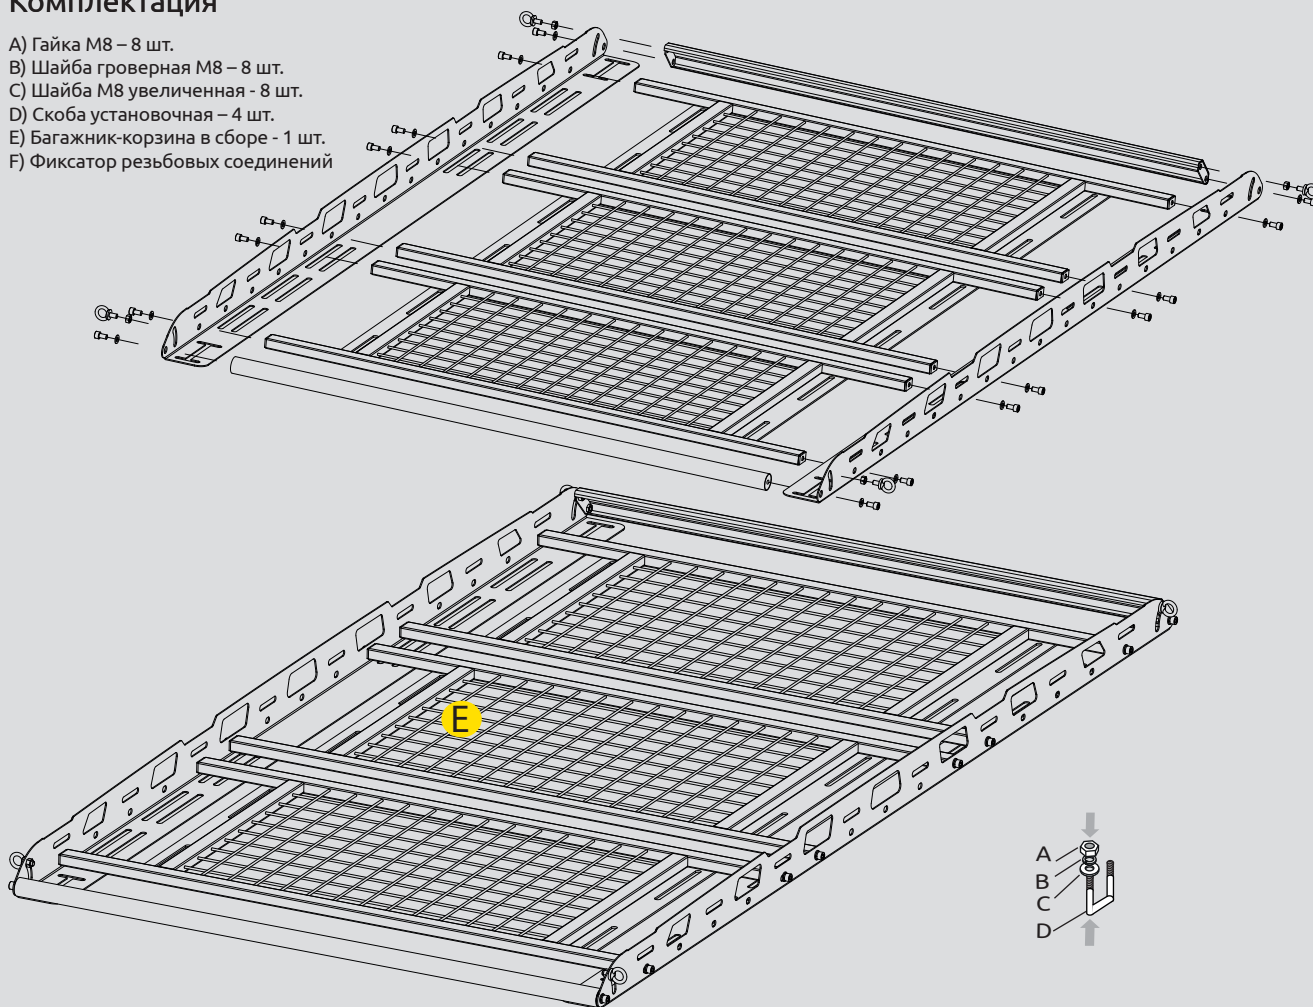 Комплектация
A) Гайка М8 – 8 шт.
B) Шайба гроверная М8 – 8 шт.
C) Шайба М8 увеличенная - 8 шт.
D) Скоба установочная – 4 шт.
E) Багажник-корзина в сборе - 1 шт.
F) Фиксатор резьбовых соединений
E
A
B
C
D